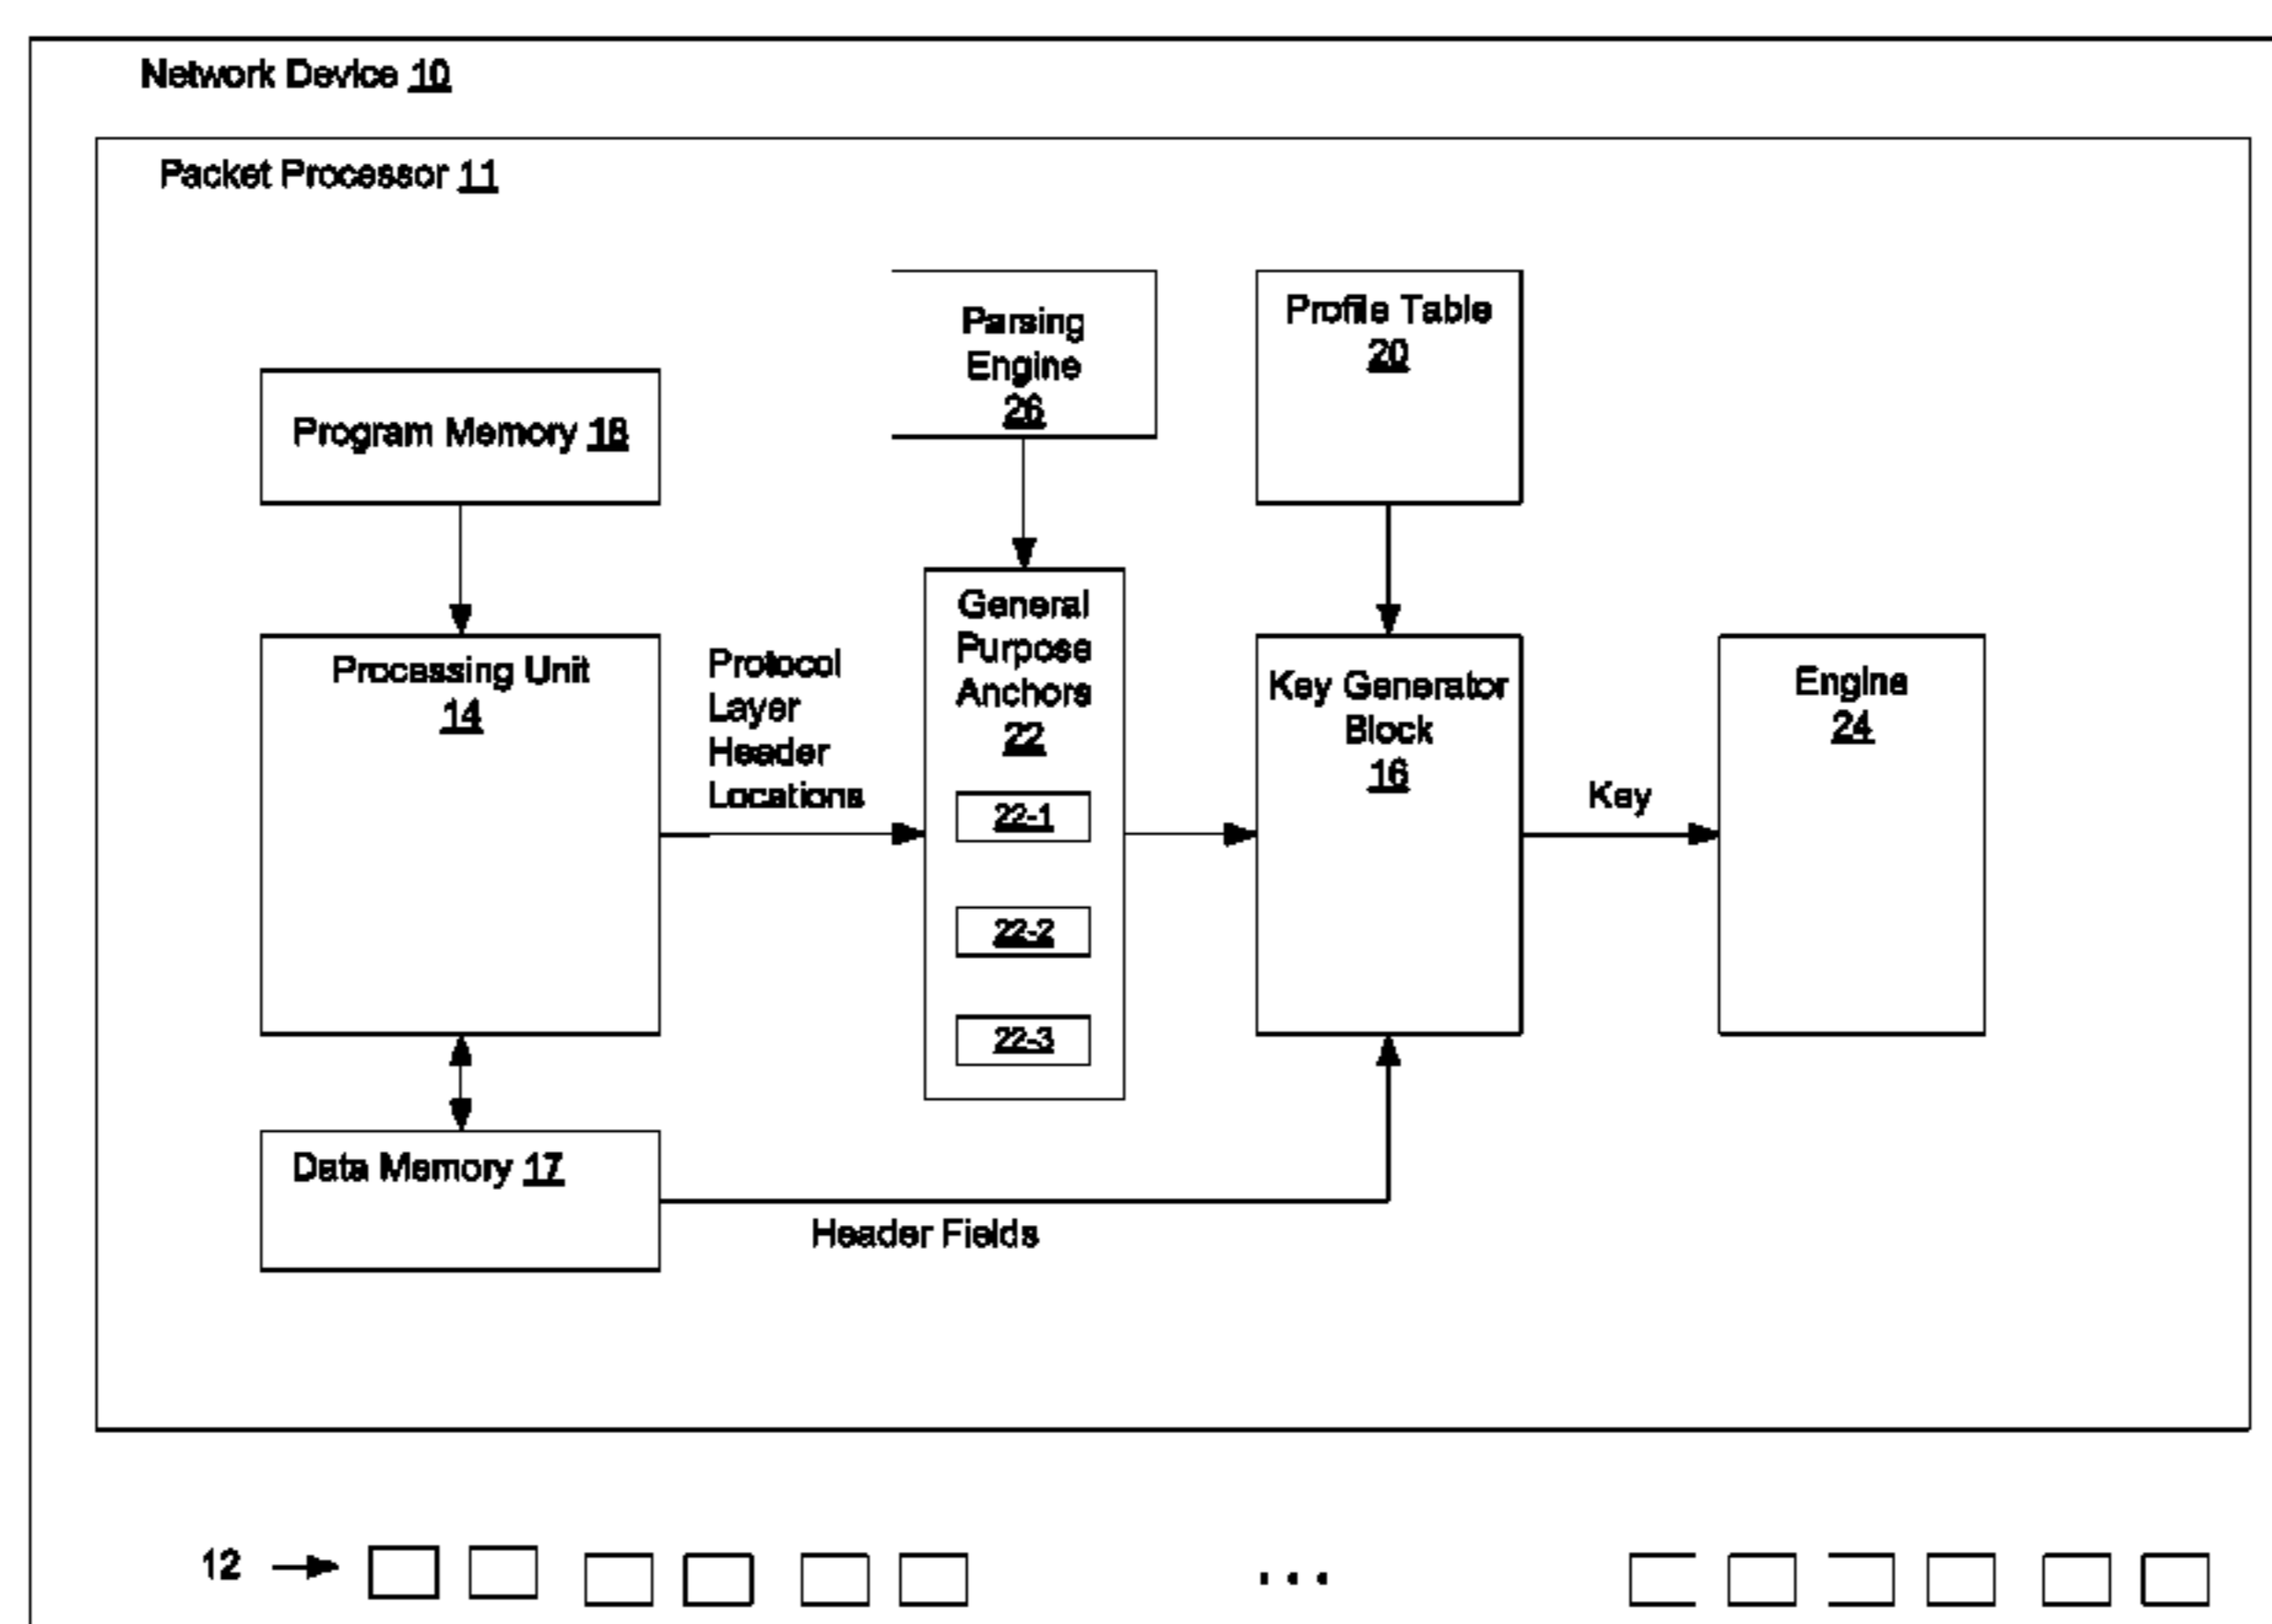 Network Device 10
Packet Processor 11
Parsing
Engine
26
Profile Table
20
Program Memory 18
Processing Unit
14
Protocol
Layer
Header
Locations
General
Purpose
Anchors
22
22-1
22-2
22-3
Key Generator
Block
16
Key
Engine
24
Data Memory 17
Header Fields
12
. . .